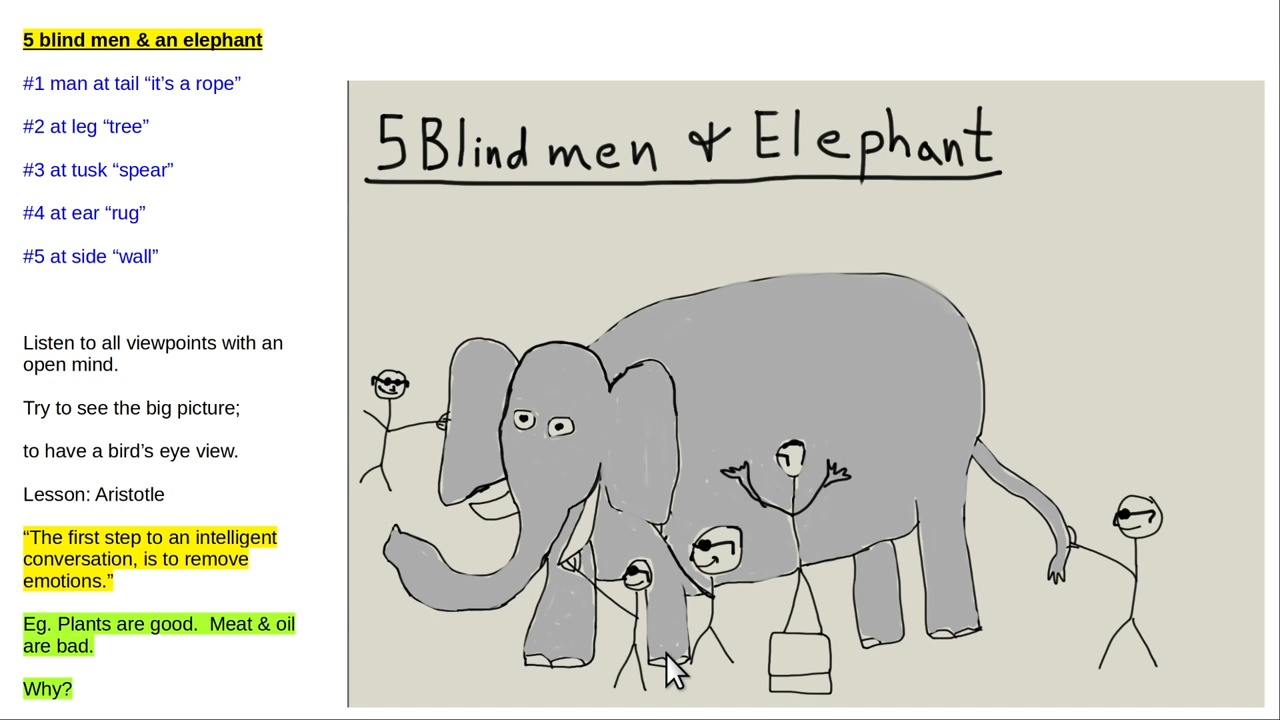 5 blind men & an elephant
#1 man at tail “it’s a rope”
#2 at leg “tree”
#3 at tusk “spear”
#4 at ear “rug”
#5 at side “wall”
Listen to all viewpoints with an
open mind.
Try to see the big picture;
to have a bird’s eye view.
Lesson: Aristotle
“The first step to an intelligent
conversation, is to remove
emotions.”
Eg. Plants are good.  Meat & oil
are bad.
Why?
5 Blind men & Elephant